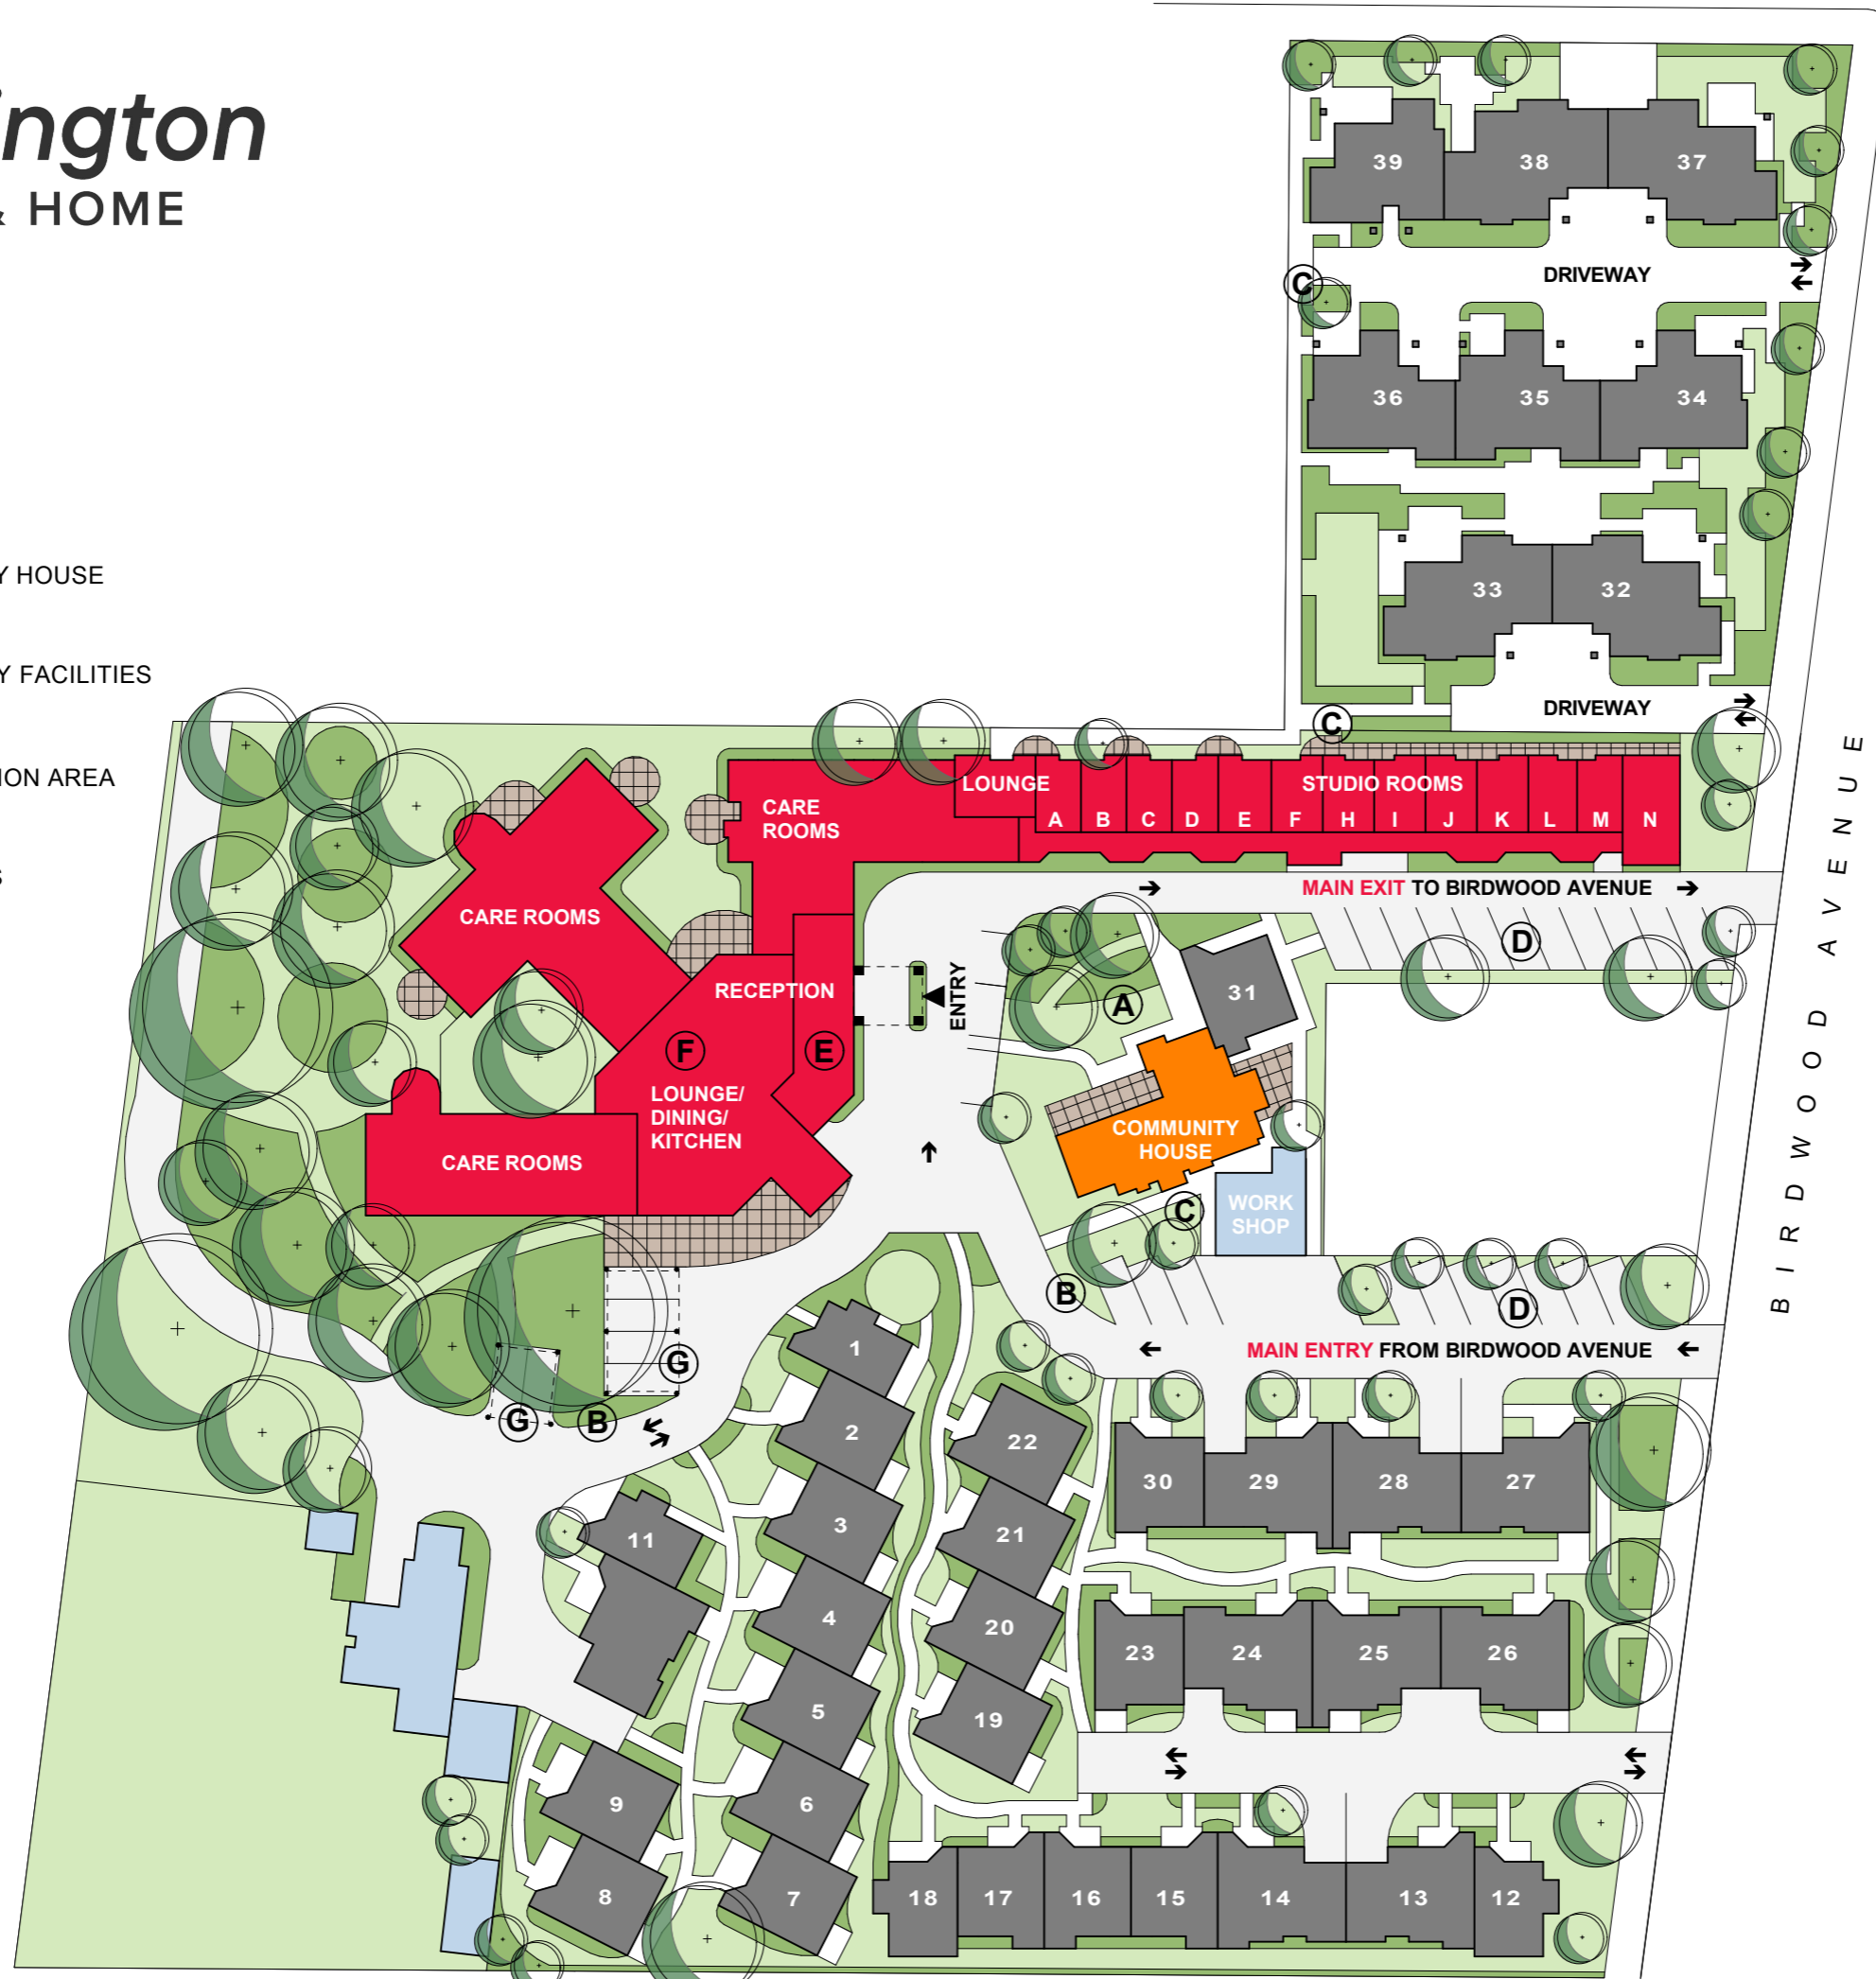 ington
& HOME
Y HOUSE
Y FACILITIES
ION AREA
S
39
38
37
C
DRIVEWAY
36
35
34
33
32
C
DRIVEWAY
LOUNGE
STUDIO ROOMS
CARE
ROOMS
A B C D E F H I J K L M N
MAIN EXIT TO BIRDWOOD AVENUE
CARE ROOMS
D
RECEPTION
ENTRY
A
31
F
E
LOUNGE/
DINING/
KITCHEN
CARE ROOMS
COMMUNITY
HOUSE
C
WORK
SHOP
B
D
MAIN ENTRY FROM BIRDWOOD AVENUE
BIRDWOOD AVENUE
G
G
B
1
2
22
30
29
28
27
3
21
11
4
20
23
24
25
26
5
19
9
6
8
7
18
17
16
15
14
13
12